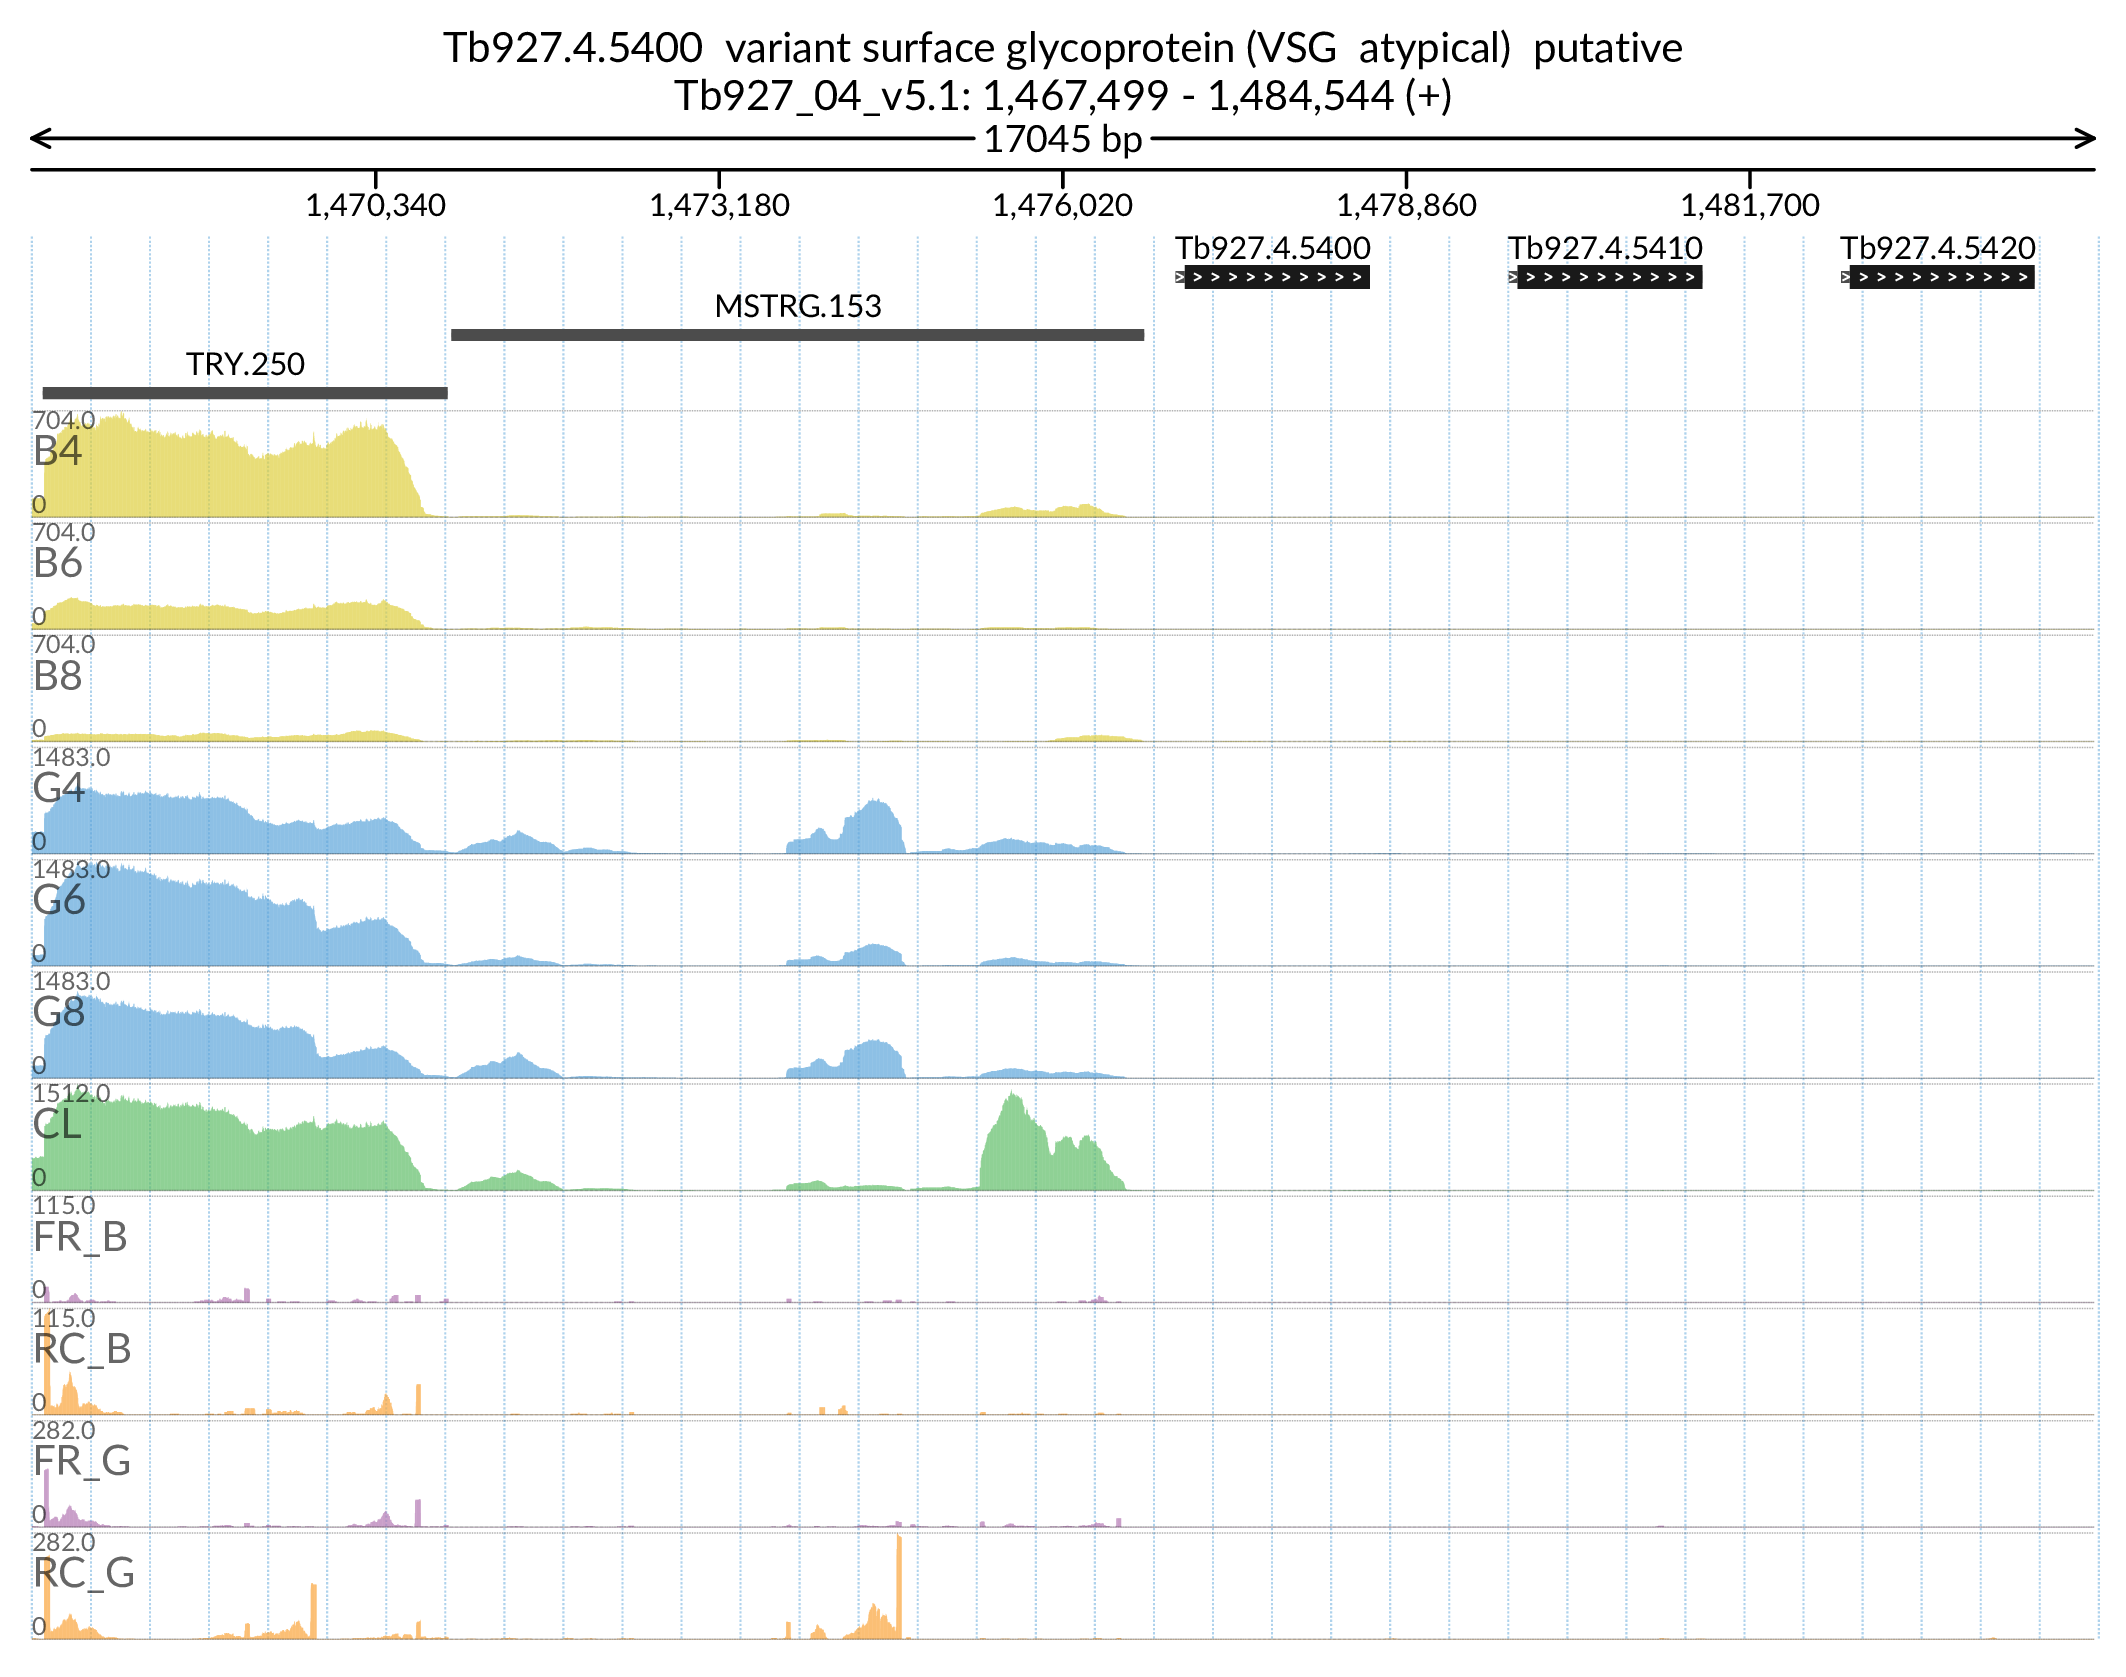 Tb927.4.5400  variant surface glycoprotein (VSG  atypical)  putative
Tb927_04_v5.1: 1,467,499 - 1,484,544 (+)
17045 bp
1,470,340 1,473,180 1,476,020 1,478,860 1,481,700
Tb927.4.5400 Tb927.4.5410 Tb927.4.5420
MSTRG.153
TRY.250
704.0
B4
0
704.0
B6
0
704.0
B8
0
1483.0
G4
0
1483.0
G6
0
1483.0
G8
0
1512.0
CL
0
115.0
FR_B
0
115.0
RC_B
0
282.0
FR_G
0
282.0
RC_G
0